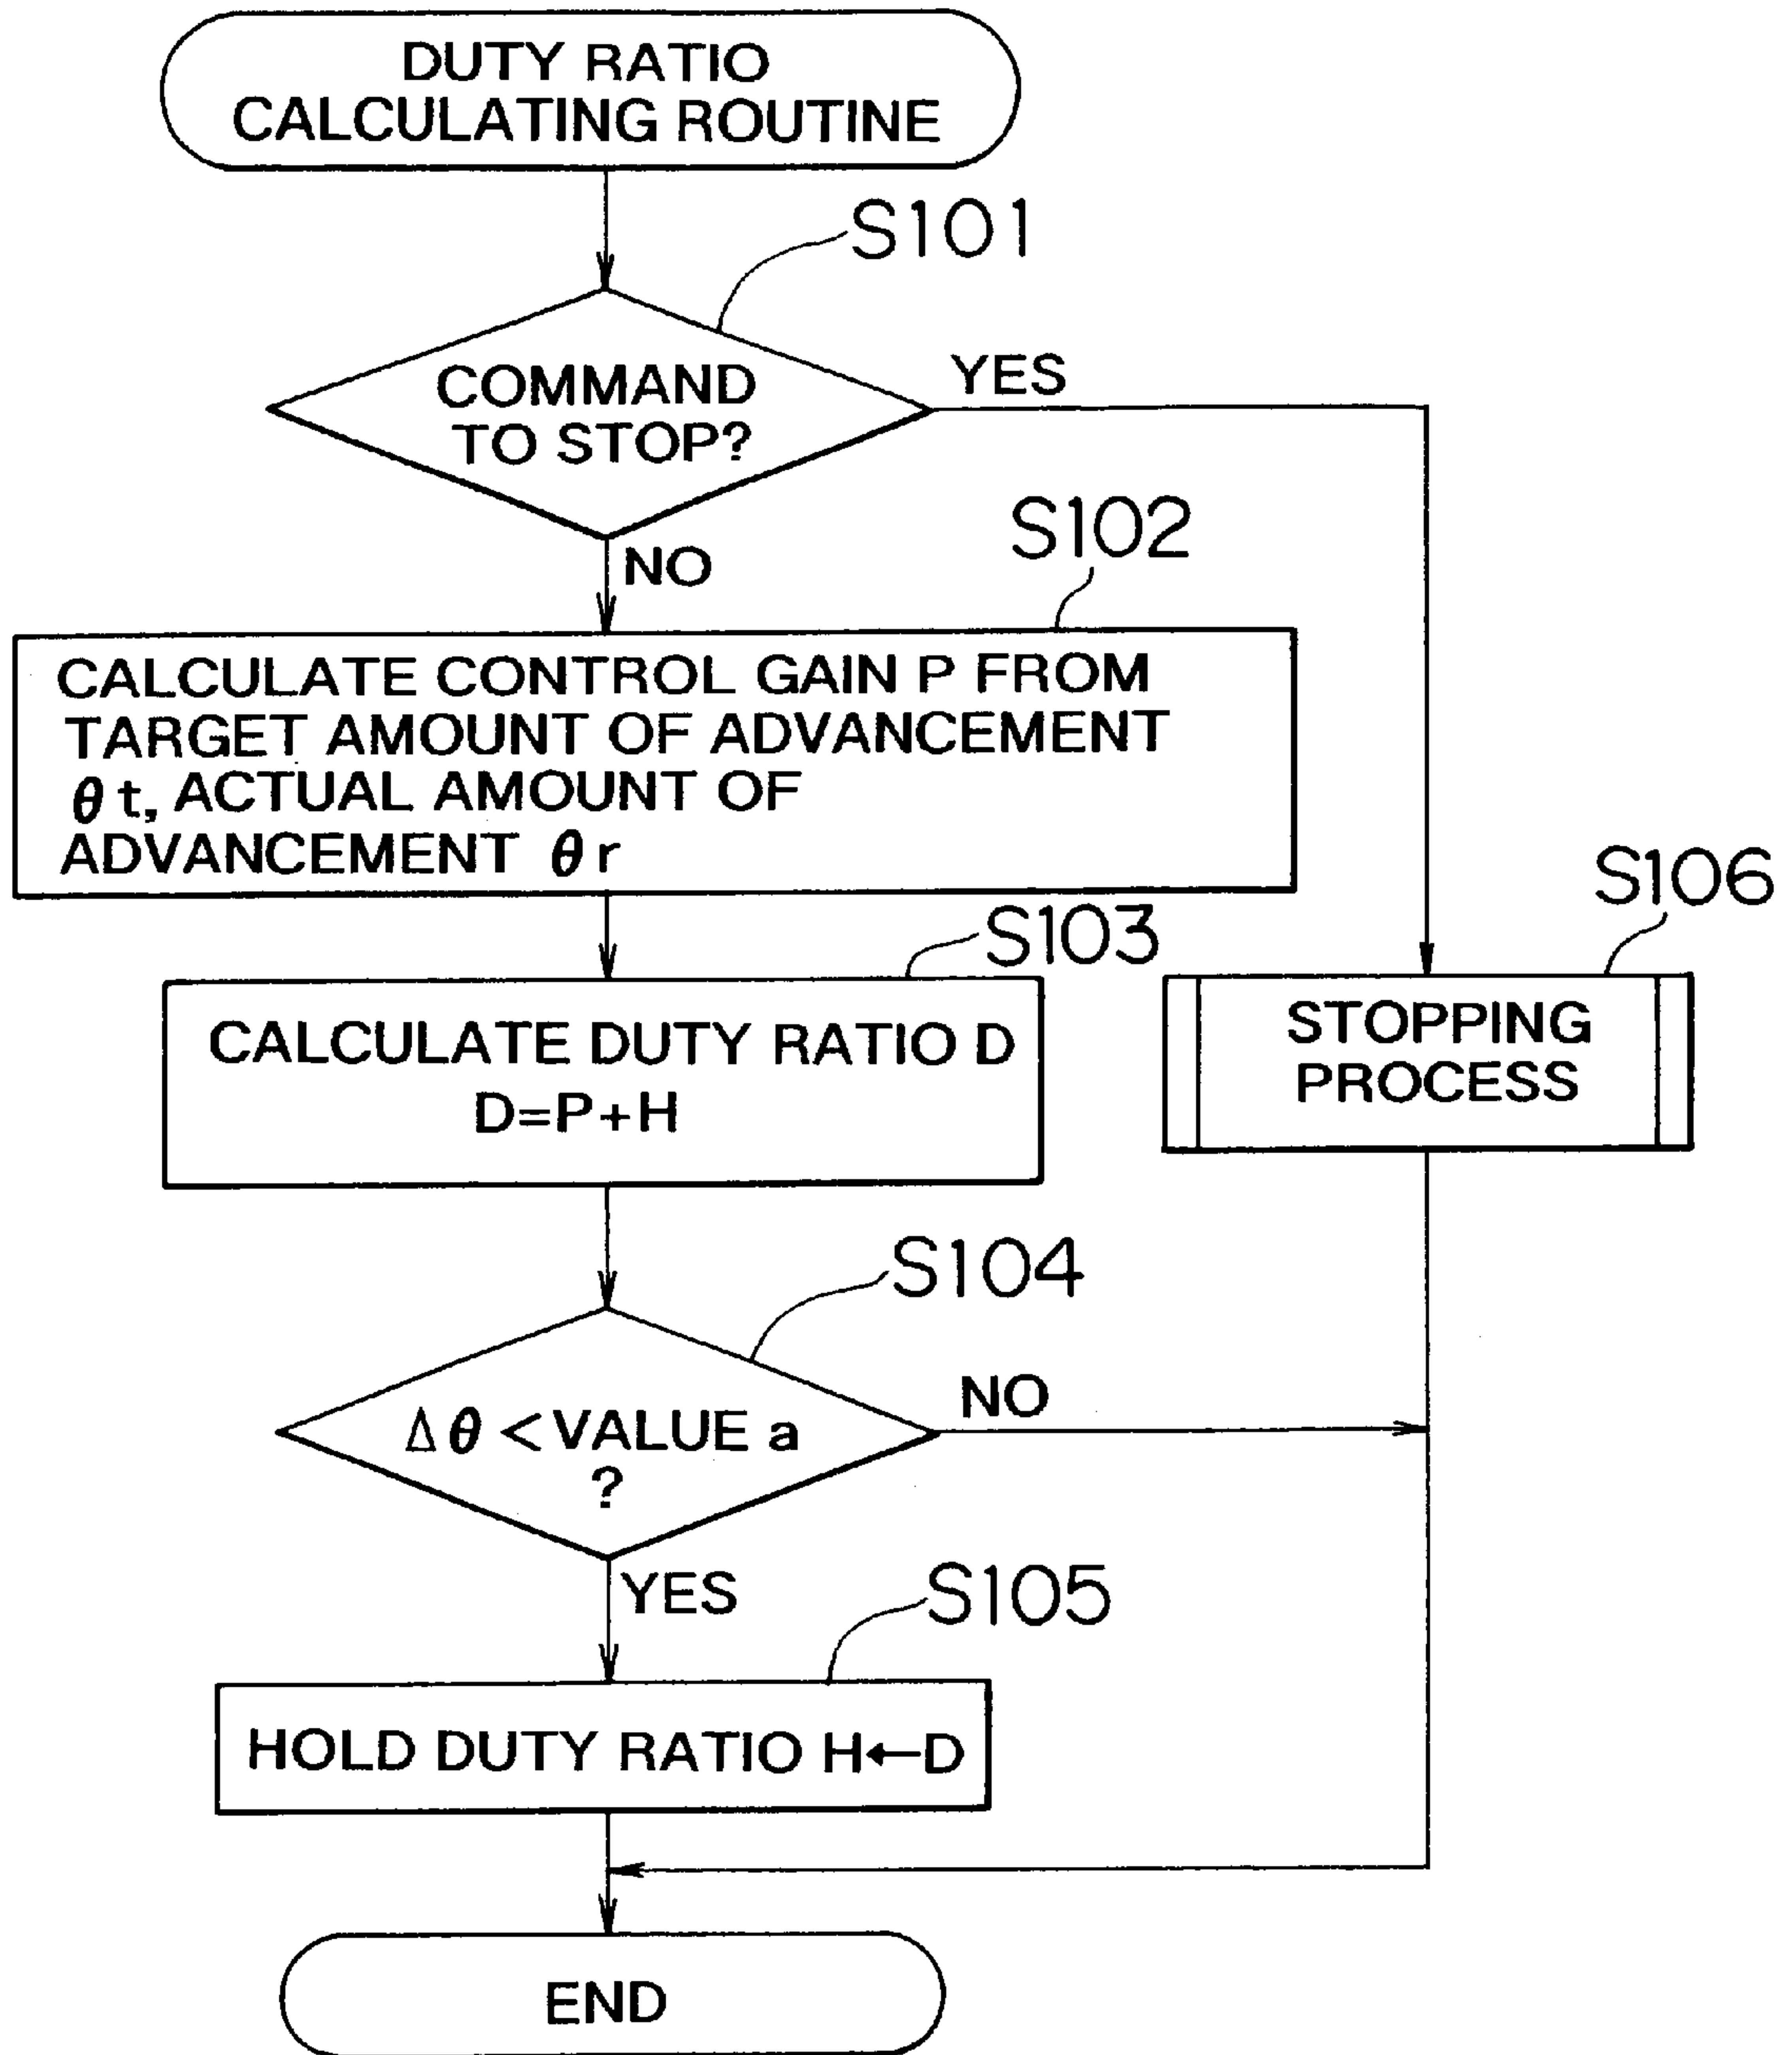 DUTY RATIO
CALCULATING ROUTINE
S101
COMMAND
TO STOP?
YES
NO
S102
CALCULATE CONTROL GAIN P FROM
TARGET AMOUNT OF ADVANCEMENT
θt, ACTUAL AMOUNT OF
ADVANCEMENT θr
S103
CALCULATE DUTY RATIO D
D=P+H
S106
STOPPING
PROCESS
S104
Δθ<VALUE a
?
NO
YES
S105
HOLD DUTY RATIO H←D
END